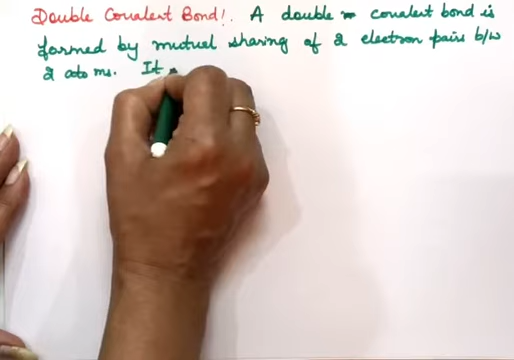 Double Covalent Bond:. A double covalent bond is
formed by mutual sharing of 2 electron pairs b/w
2 atoms. It